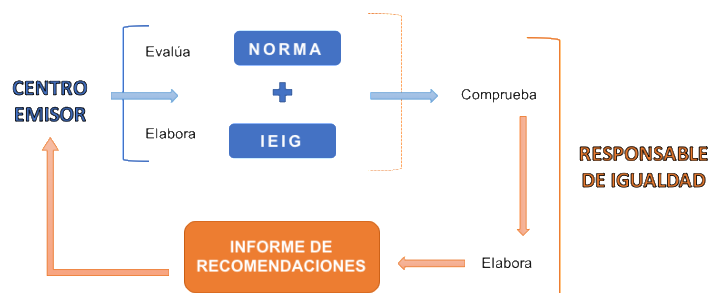 Evalúa
NORMA
CENTRO
EMISOR
+
Comprueba
Elabora
IEIG
RESPONSABLE
DE IGUALDAD
INFORME DE
RECOMENDACIONES
Elabora